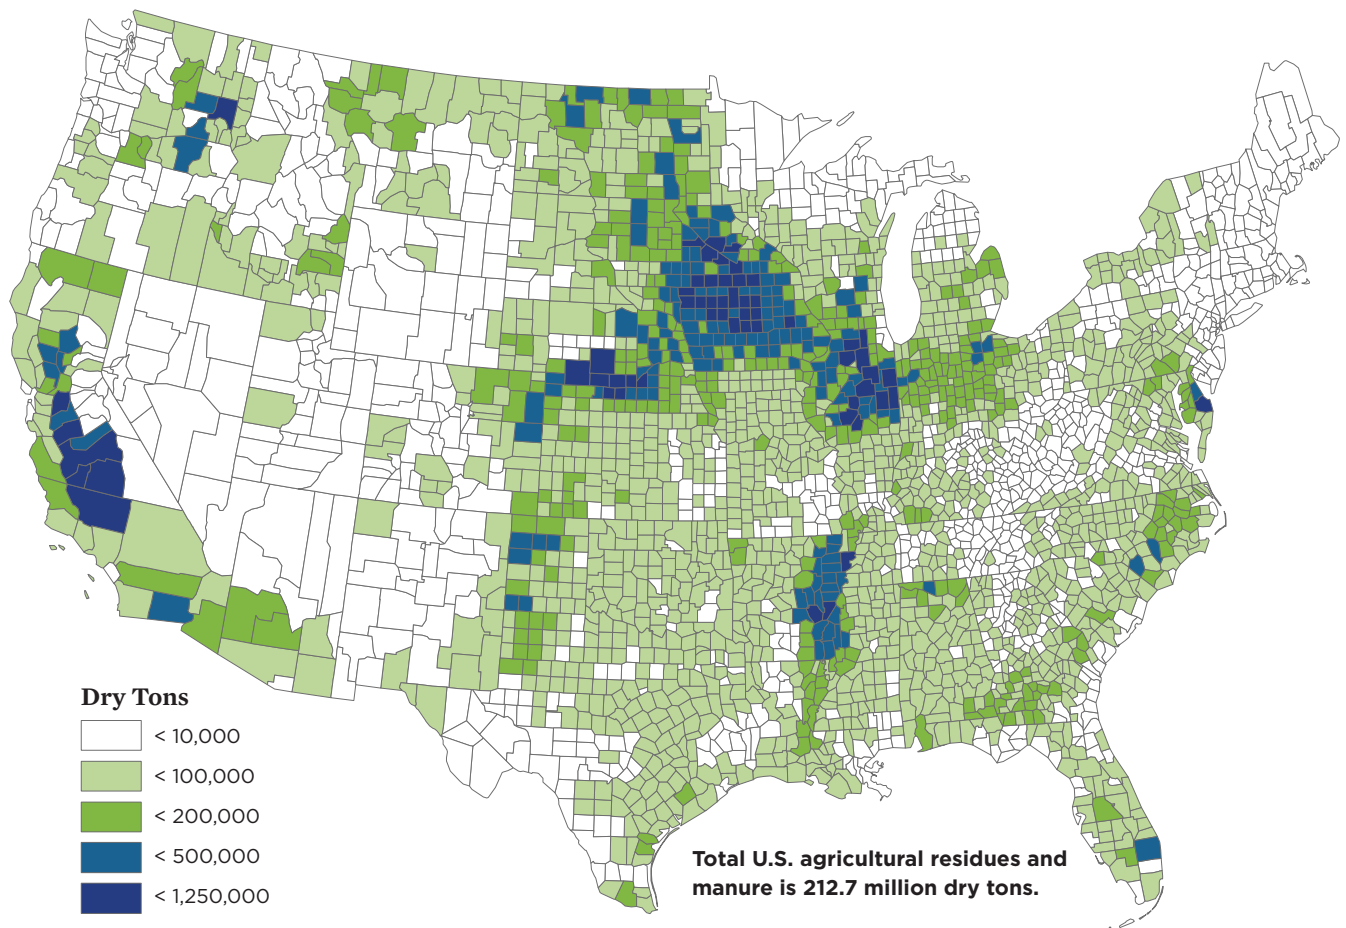 Dry Tons
< 10,000
< 100,000
< 200,000
< 500,000
< 1,250,000
Total U.S. agricultural residues and
manure is 212.7 million dry tons.